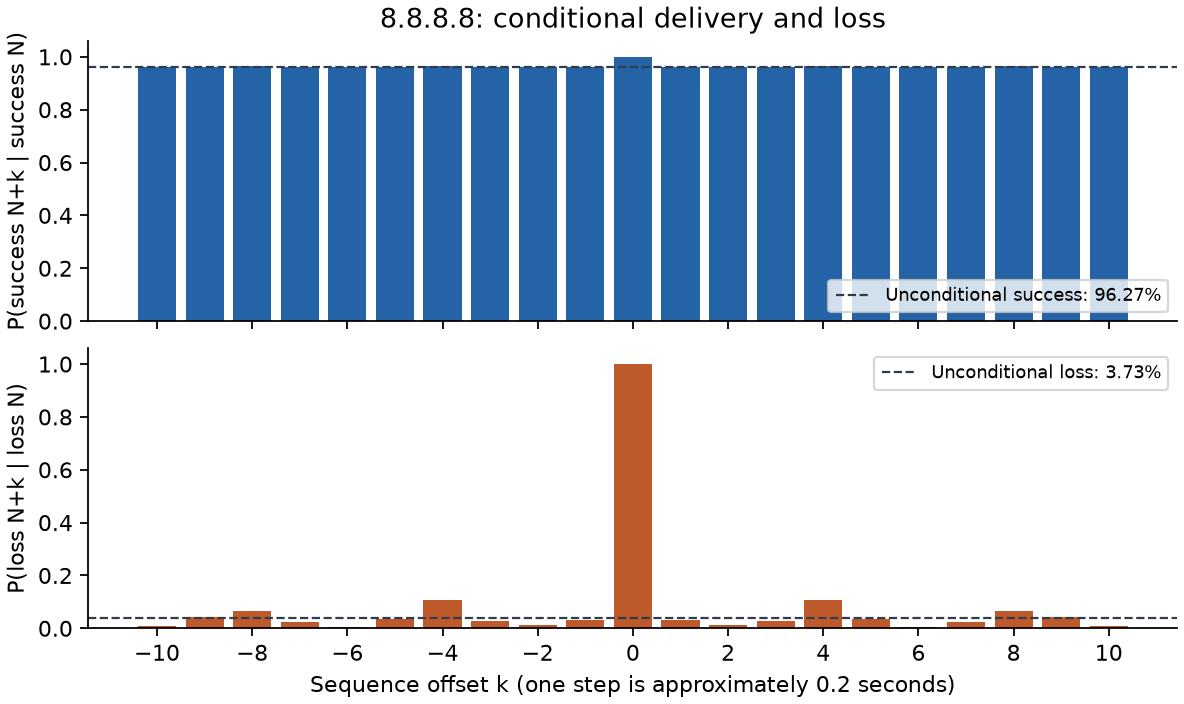 8.8.8.8: conditional delivery and loss
P(success N+k | success N)
1.0
0.8
0.6
0.4
0.2
0.0
Unconditional success: 96.27%
P(loss N+k | loss N)
1.0
0.8
0.6
0.4
0.2
0.0
Unconditional loss: 3.73%
−10 −8 −6 −4 −2 0 2 4 6 8 10
Sequence offset k (one step is approximately 0.2 seconds)